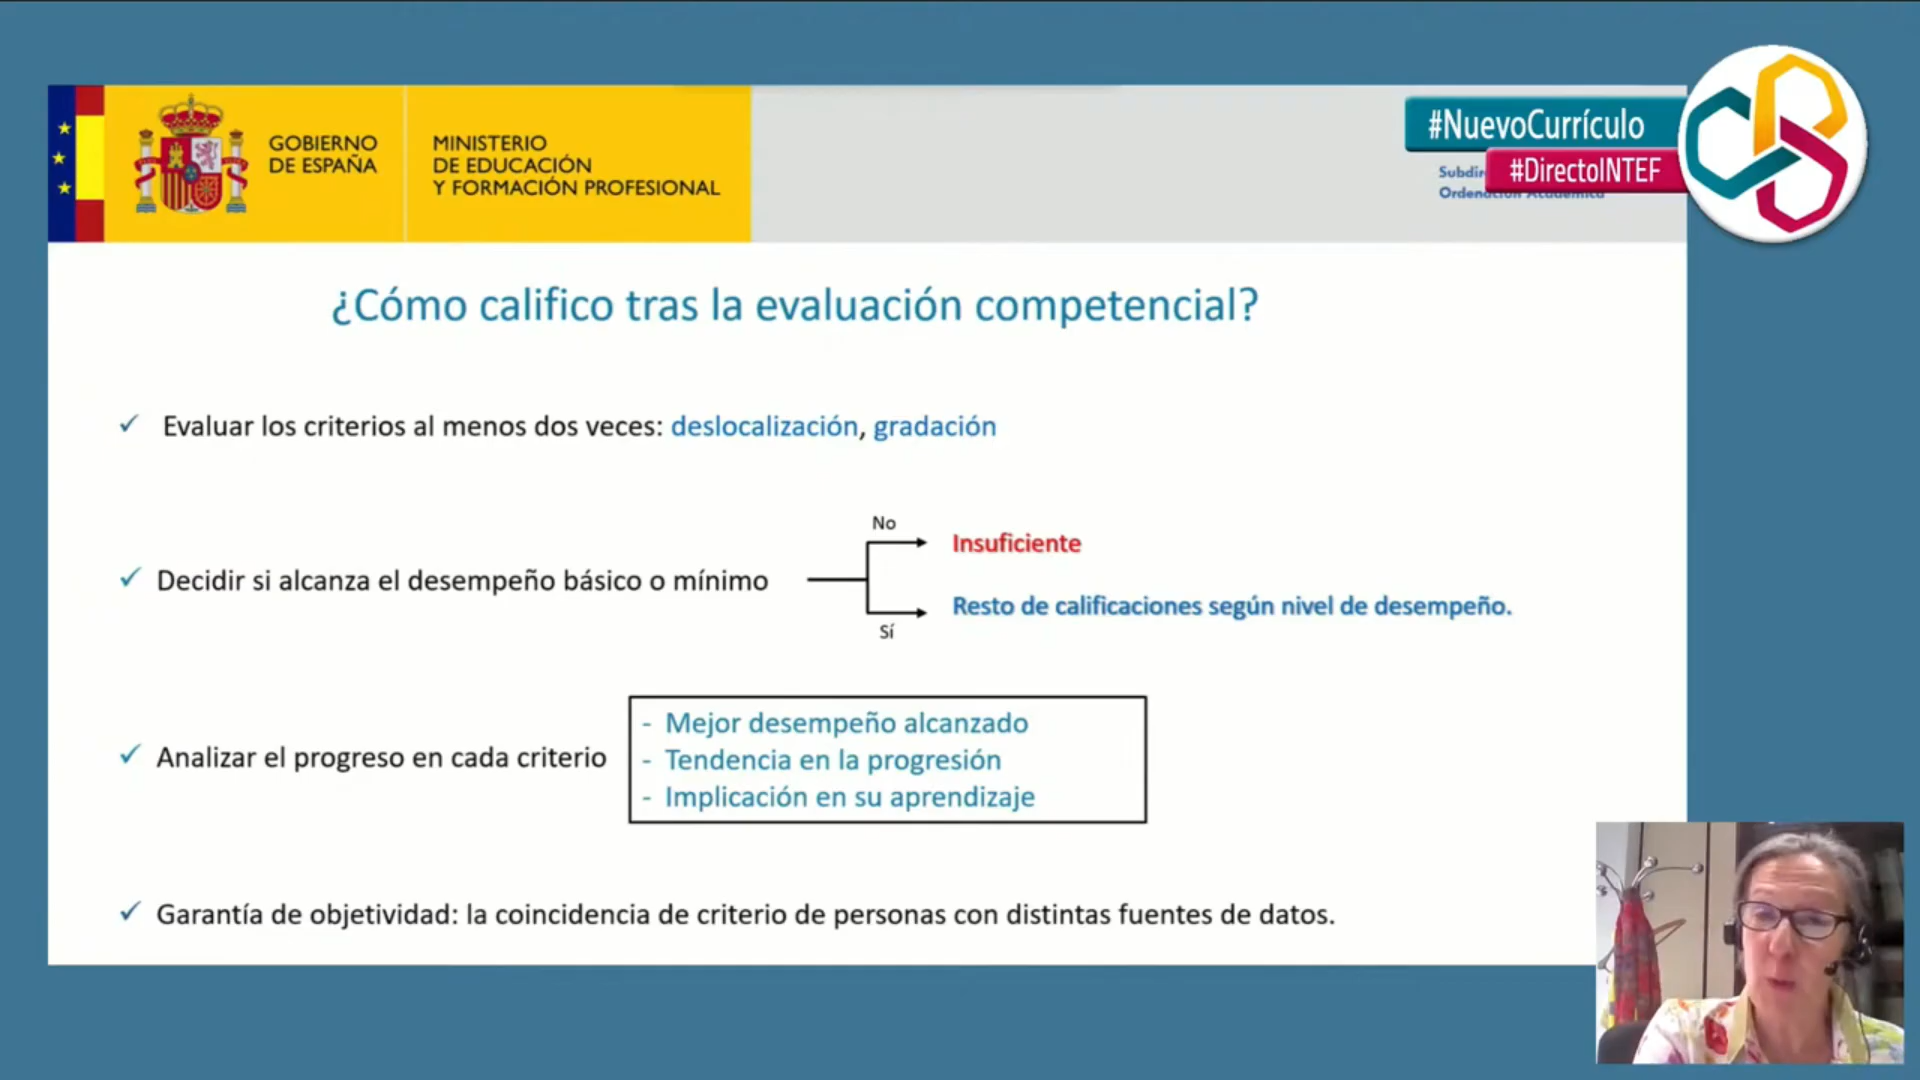 GOBIERNO
DE ESPAÑA
MINISTERIO
DE EDUCACIÓN
Y FORMACIÓN PROFESIONAL
#NuevoCurrículo
#DirectoINTEF
¿Cómo califico tras la evaluación competencial?
✓ Evaluar los criterios al menos dos veces: deslocalización, gradación
No
Insuficiente
✓ Decidir si alcanza el desempeño básico o mínimo
Resto de calificaciones según nivel de desempeño.
Sí
- Mejor desempeño alcanzado
✓ Analizar el progreso en cada criterio
- Tendencia en la progresión
- Implicación en su aprendizaje
✓ Garantía de objetividad: la coincidencia de criterio de personas con distintas fuentes de datos.